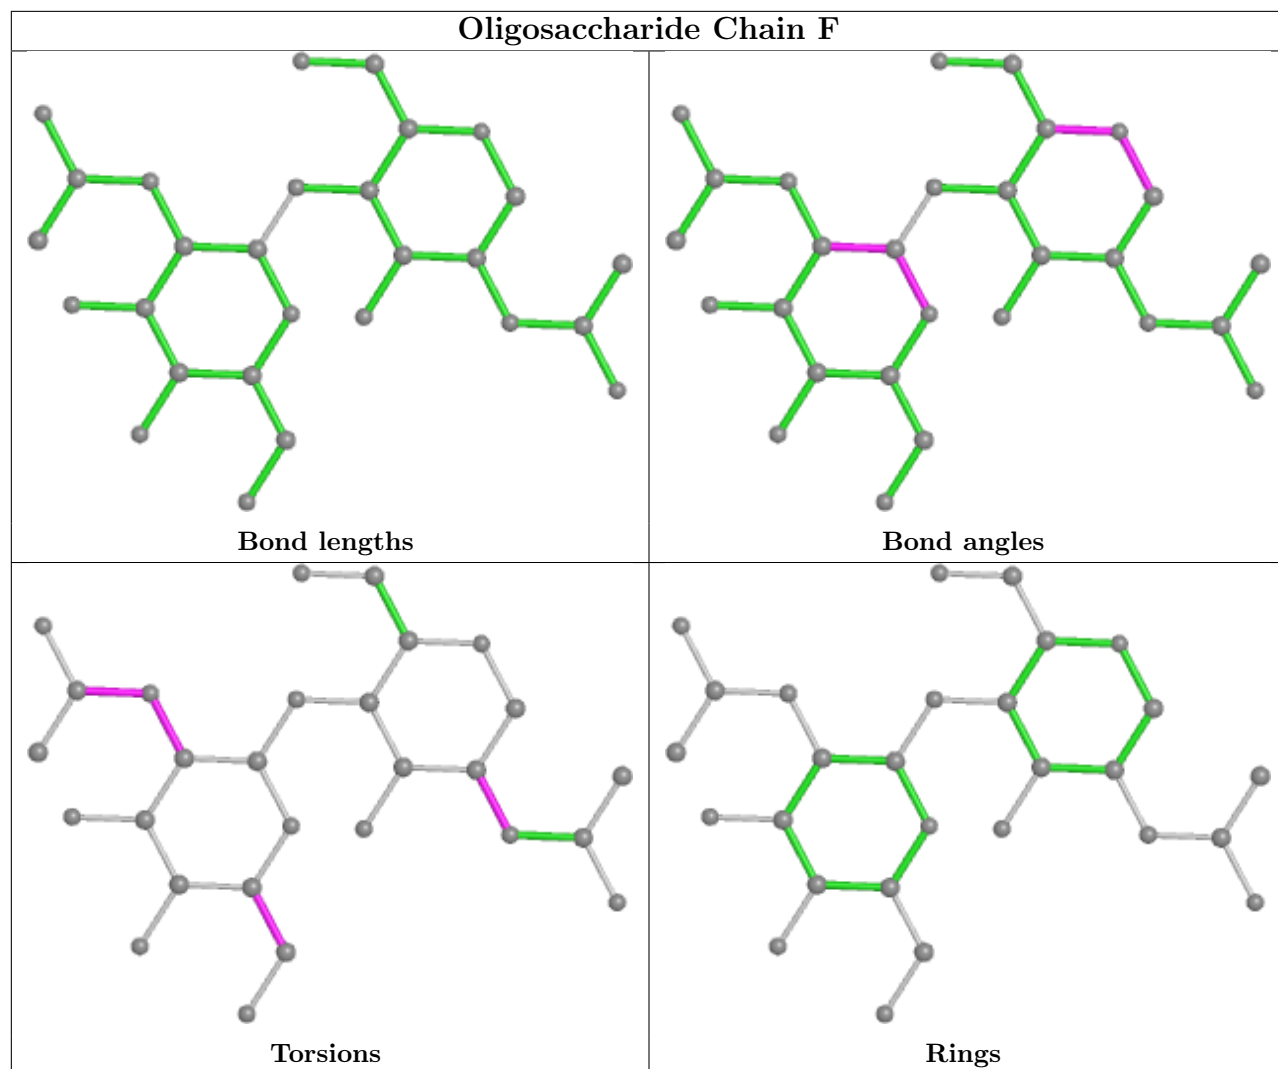 Oligosaccharide Chain F
Bond lengths
Bond angles
Torsions
Rings